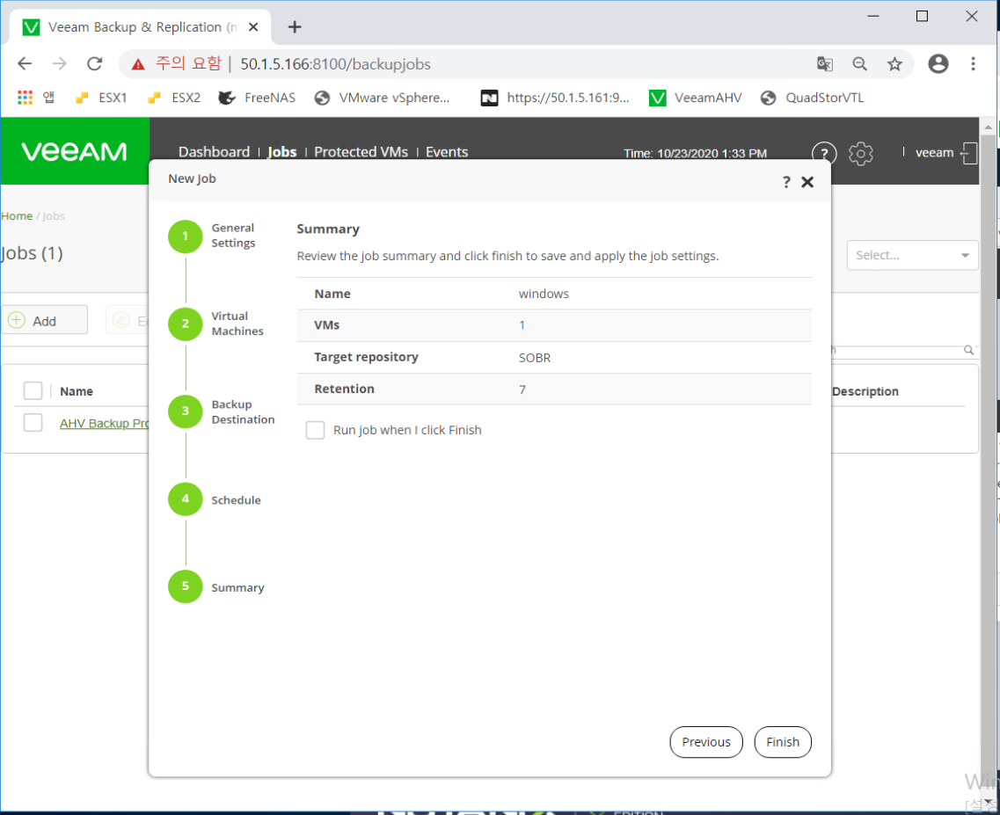 Veeam Backup & Replication (n
주의 요함 | 50.1.5.166:8100/backupjobs
앱 ESX1 ESX2 FreeNAS VMware vSphere... https://50.1.5.161:9... VeeamAHV QuadStorVTL
VEEAM Dashboard Jobs Protected VMs Events Time: 10/23/2020 1:33 PM ? veeam
New Job ?
Home / Jobs
Jobs (1)
Select...
Add
Name
Description
AHV Backup Pro
1 General
Settings
2 Virtual
Machines
3 Backup
Destination
4 Schedule
5 Summary
Summary
Review the job summary and click finish to save and apply the job settings.
Name windows
VMs 1
Target repository SOBR
Retention 7
Run job when I click Finish
Previous Finish
Win
[설정
EDITION